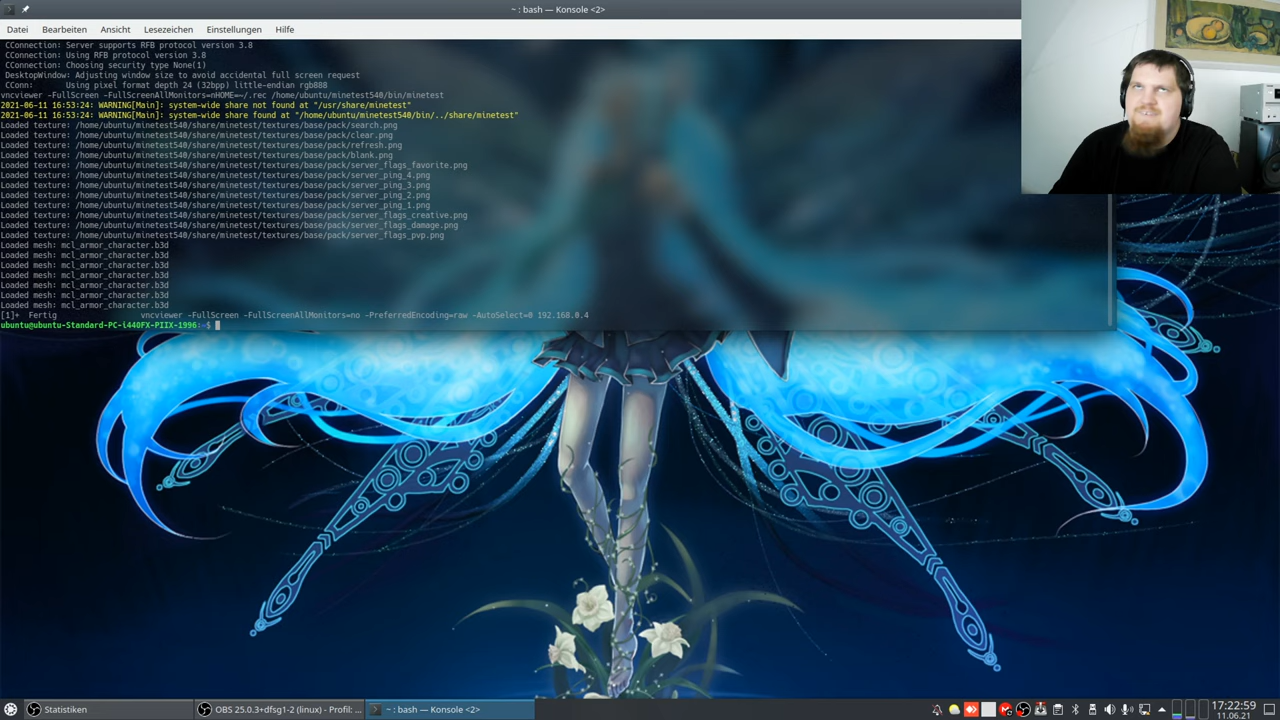 ~ : bash — Konsole <2>
Datei Bearbeiten Ansicht Lesezeichen Einstellungen Hilfe
CConnection: Server supports RFB protocol version 3.8
CConnection: Using RFB protocol version 3.8
CConnection: Choosing security type None(1)
DesktopWindow: Adjusting window size to avoid accidental full screen request
CConn: Using pixel format depth 24 (32bpp) little-endian rgb888
vncviewer -FullScreen -FullScreenAllMonitors=nHOME=~/.rec /home/ubuntu/minetest540/bin/minetest
2021-06-11 16:53:24: WARNING[Main]: system-wide share not found at "/usr/share/minetest"
2021-06-11 16:53:24: WARNING[Main]: system-wide share found at "/home/ubuntu/minetest540/bin/../share/minetest"
Loaded texture: /home/ubuntu/minetest540/share/minetest/textures/base/pack/search.png
Loaded texture: /home/ubuntu/minetest540/share/minetest/textures/base/pack/clear.png
Loaded texture: /home/ubuntu/minetest540/share/minetest/textures/base/pack/refresh.png
Loaded texture: /home/ubuntu/minetest540/share/minetest/textures/base/pack/blank.png
Loaded texture: /home/ubuntu/minetest540/share/minetest/textures/base/pack/server_flags_favorite.png
Loaded texture: /home/ubuntu/minetest540/share/minetest/textures/base/pack/server_ping_4.png
Loaded texture: /home/ubuntu/minetest540/share/minetest/textures/base/pack/server_ping_3.png
Loaded texture: /home/ubuntu/minetest540/share/minetest/textures/base/pack/server_ping_2.png
Loaded texture: /home/ubuntu/minetest540/share/minetest/textures/base/pack/server_ping_1.png
Loaded texture: /home/ubuntu/minetest540/share/minetest/textures/base/pack/server_flags_creative.png
Loaded texture: /home/ubuntu/minetest540/share/minetest/textures/base/pack/server_flags_damage.png
Loaded texture: /home/ubuntu/minetest540/share/minetest/textures/base/pack/server_flags_pvp.png
Loaded mesh: mcl_armor_character.b3d
Loaded mesh: mcl_armor_character.b3d
Loaded mesh: mcl_armor_character.b3d
Loaded mesh: mcl_armor_character.b3d
Loaded mesh: mcl_armor_character.b3d
Loaded mesh: mcl_armor_character.b3d
Loaded mesh: mcl_armor_character.b3d
[1]+ Fertig vncviewer -FullScreen -FullScreenAllMonitors=no -PreferredEncoding=raw -AutoSelect=0 192.168.0.4
ubuntu@ubuntu-Standard-PC-i440FX-PIIX-1996:~$
Statistiken OBS 25.0.3+dfsg1-2 (linux) - Profil: ... ~ : bash — Konsole <2> 17:22:59
11.06.21